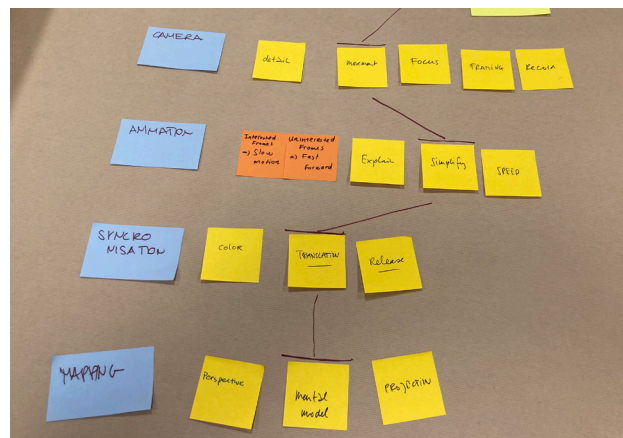 CAMERA
detail
movement
Focus
FRAMING
RECORD
ANIMATION
Interested
Frames
=> Slow
motion
Uninterested
Frames
=> Fast
Forward
Explain
Simplify
SPEED
SYNCRO
NISATION
COLOR
TRANSLATION
Release
MAPPING
Perspective
Mental
model
PROJECTION